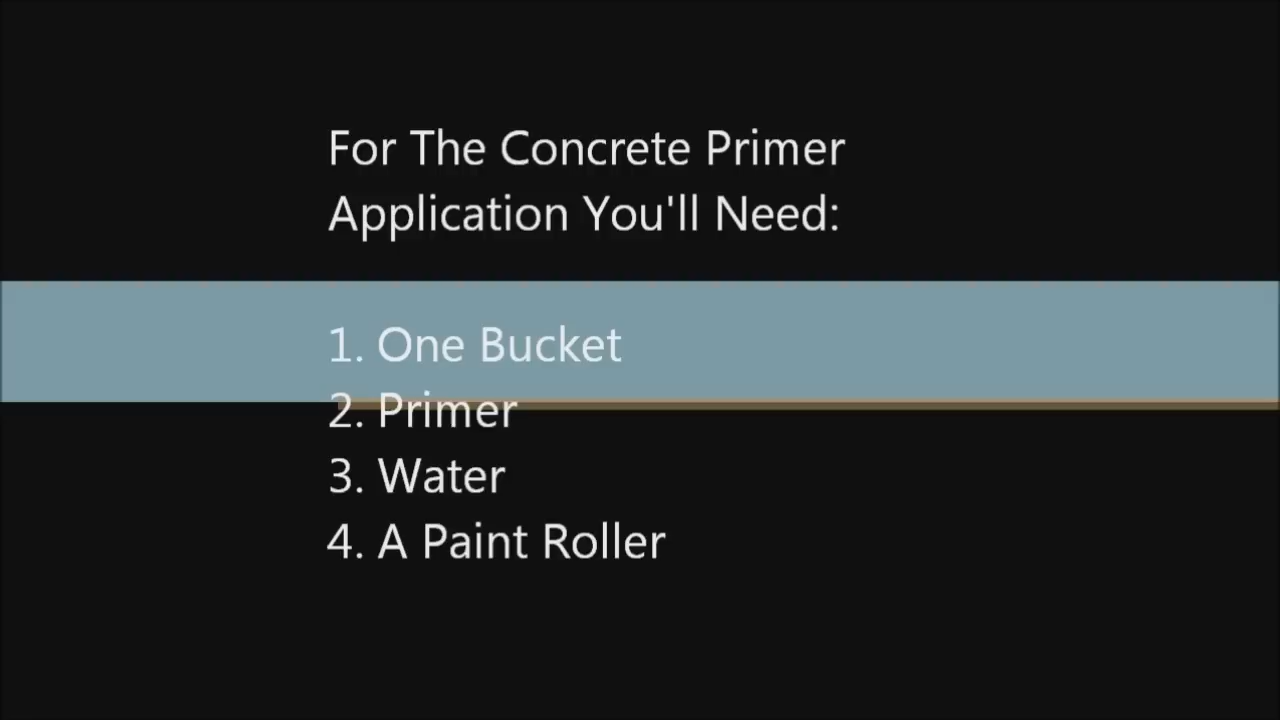 For The Concrete Primer
Application You'll Need:
1. One Bucket
2. Primer
3. Water
4. A Paint Roller